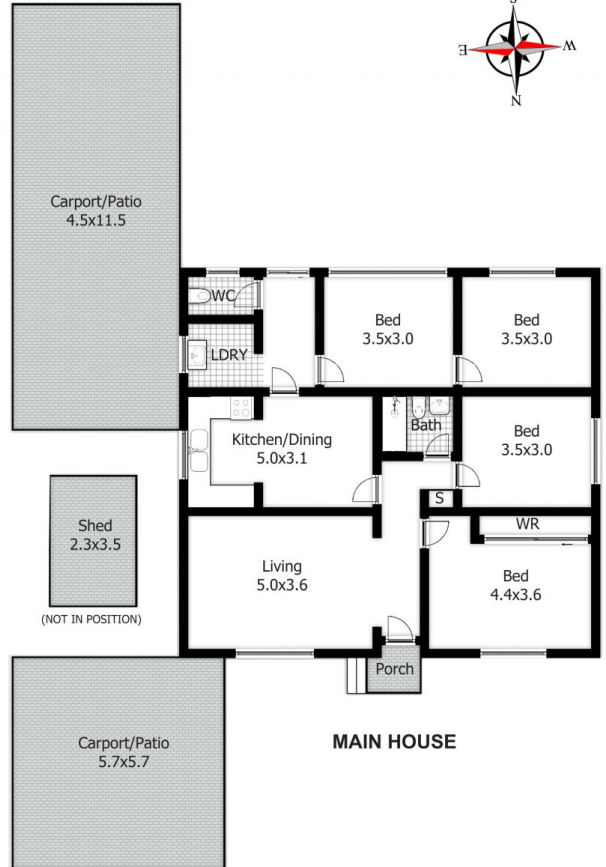 S
E
W
N
Carport/Patio
4.5x11.5
WC
LDRY
Bed
3.5x3.0
Bed
3.5x3.0
Kitchen/Dining
5.0x3.1
Bath
Bed
3.5x3.0
S
WR
Shed
2.3x3.5
(NOT IN POSITION)
Living
5.0x3.6
Bed
4.4x3.6
Porch
Carport/Patio
5.7x5.7
MAIN HOUSE